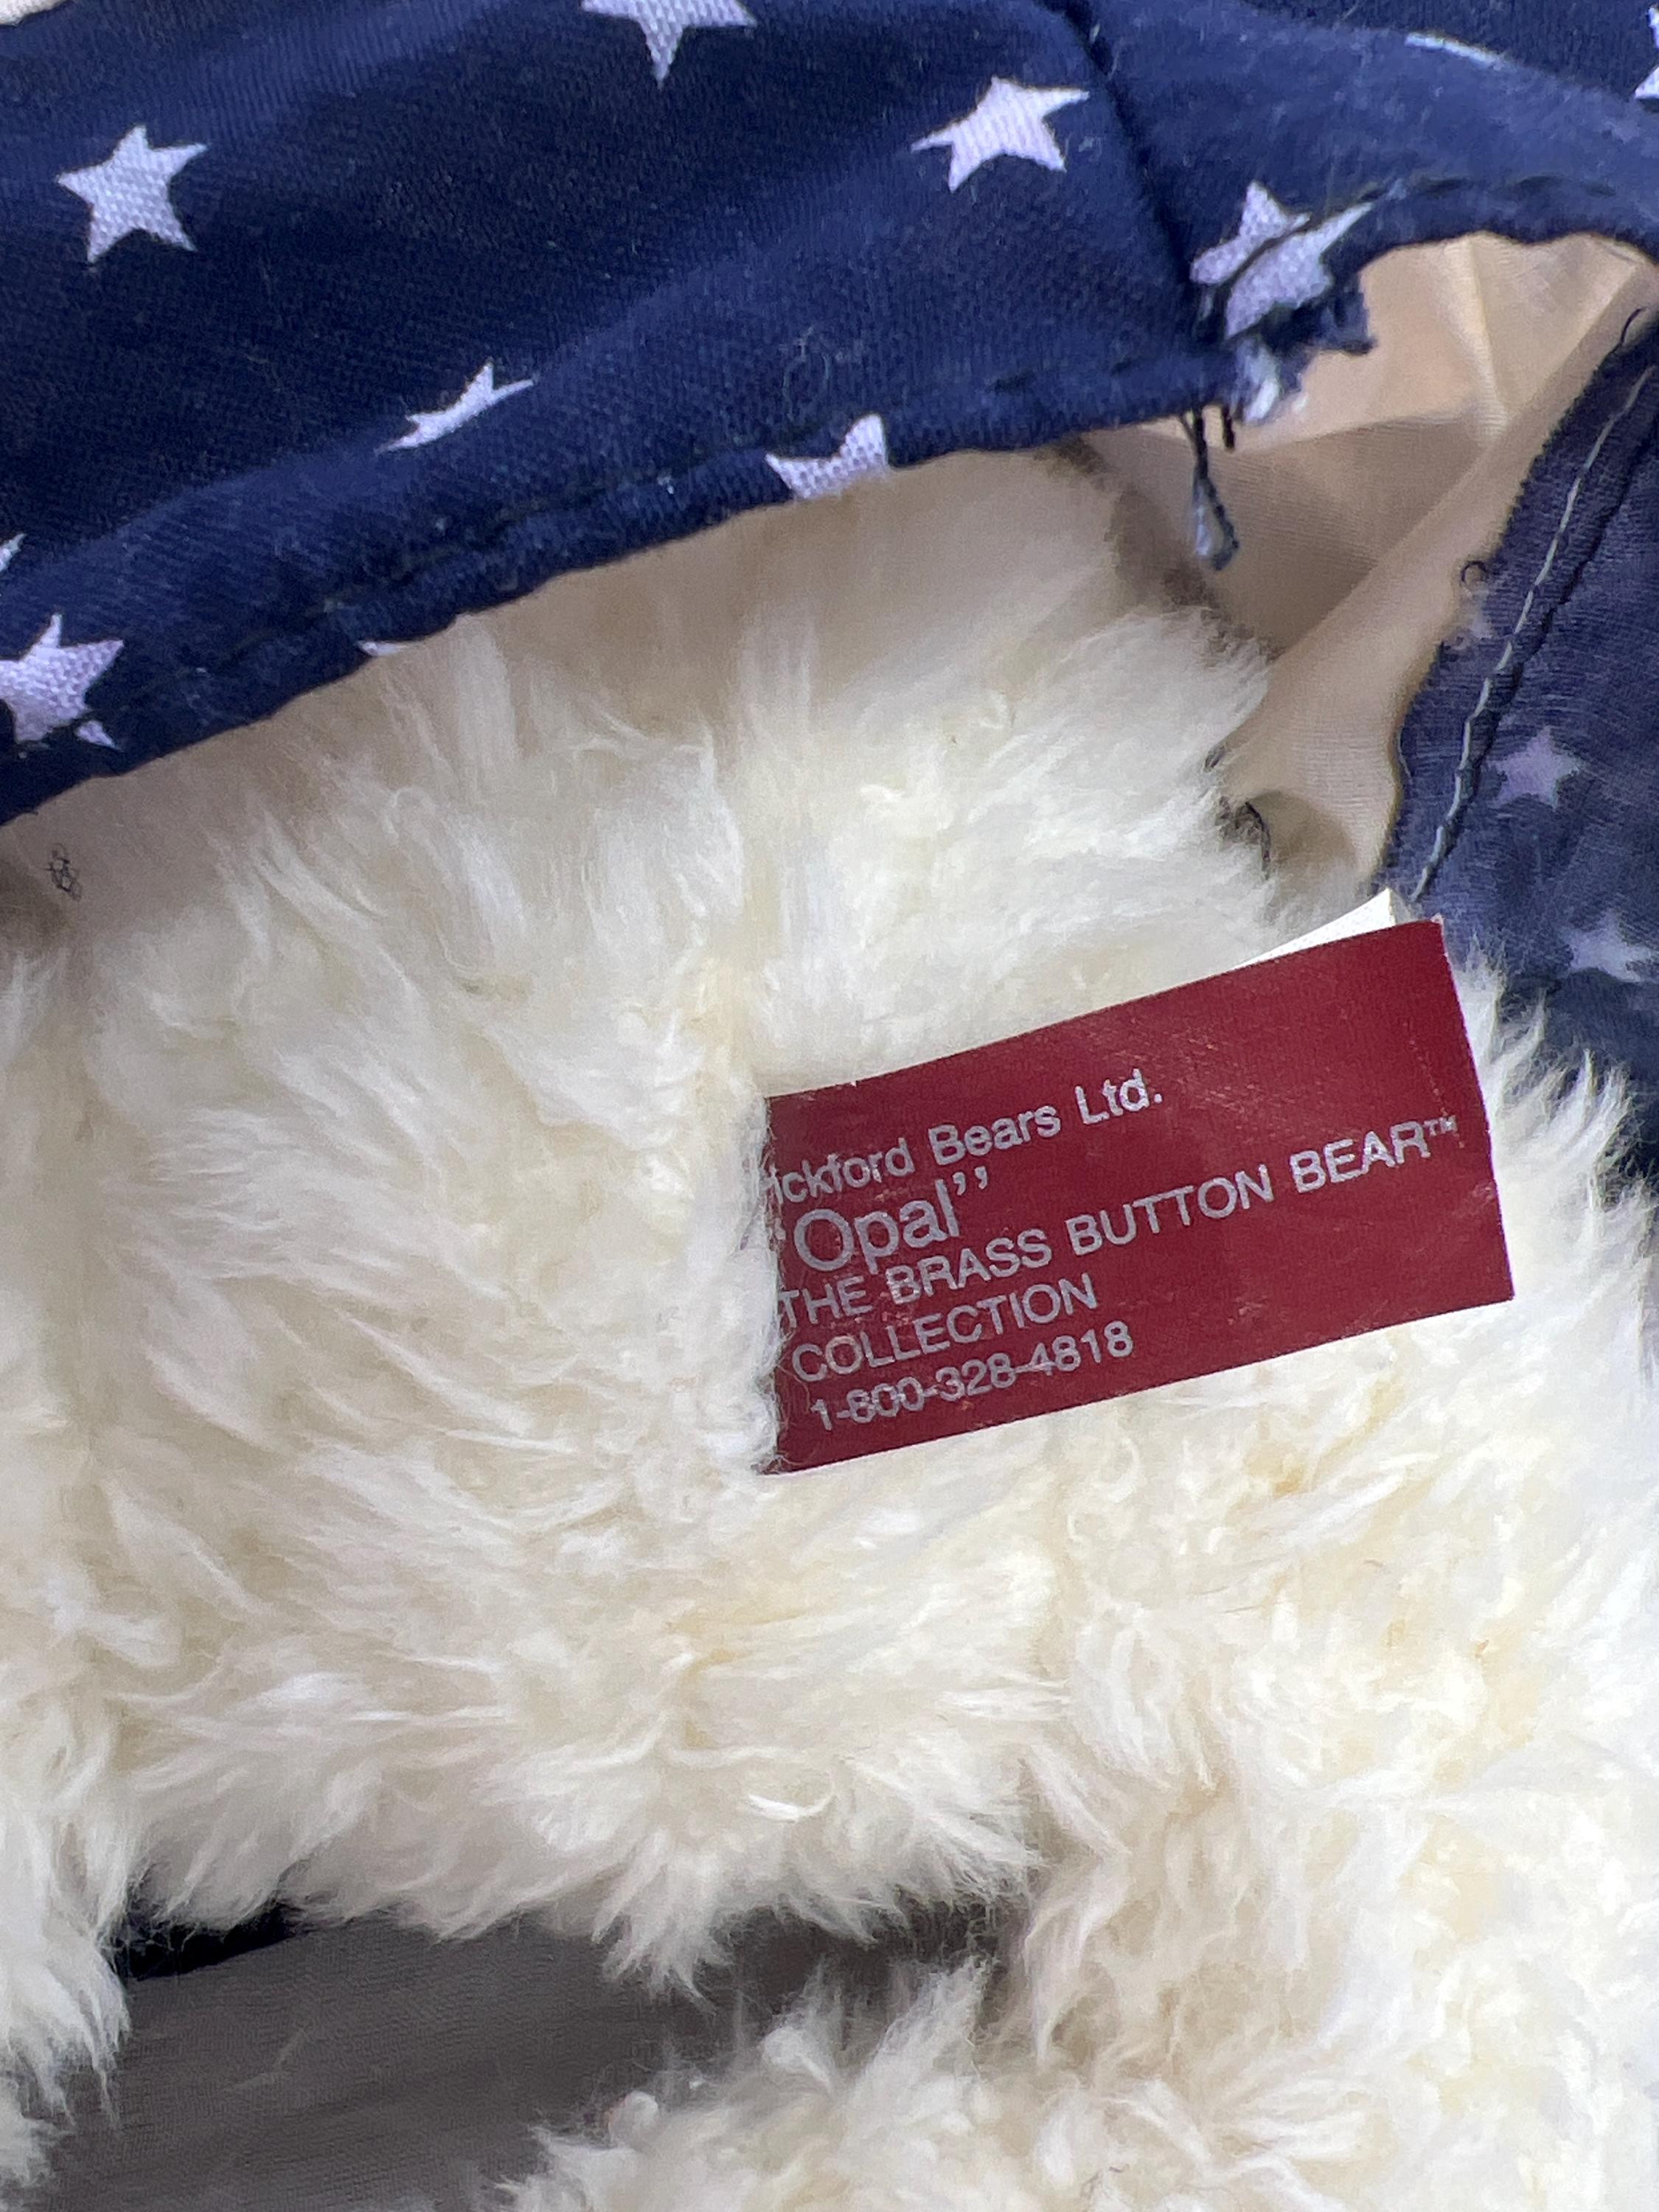 ickford Bears Ltd.
“Opal”
THE BRASS BUTTON BEAR™
COLLECTION
1-800-328-4818